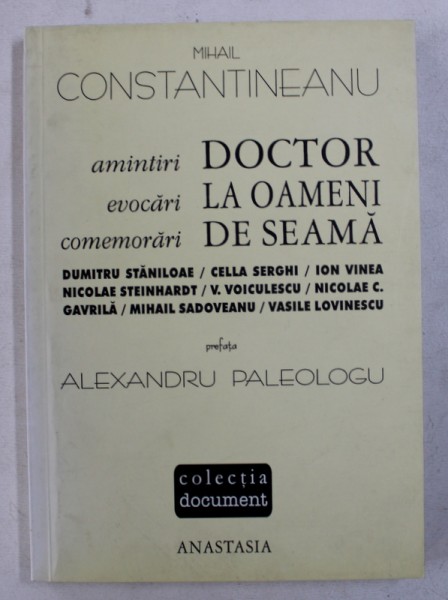 MIHAIL
CONSTANTINEANU
amintiri DOCTOR
evocări LA OAMENI
comemorări DE SEAMĂ
DUMITRU STĂNILOAE / CELLA SERGHI / ION VINEA
NICOLAE STEINHARDT / V. VOICULESCU / NICOLAE C.
GAVRILĂ / MIHAIL SADOVEANU / VASILE LOVINESCU
prefața
ALEXANDRU PALEOLOGU
colecția
document
ANASTASIA